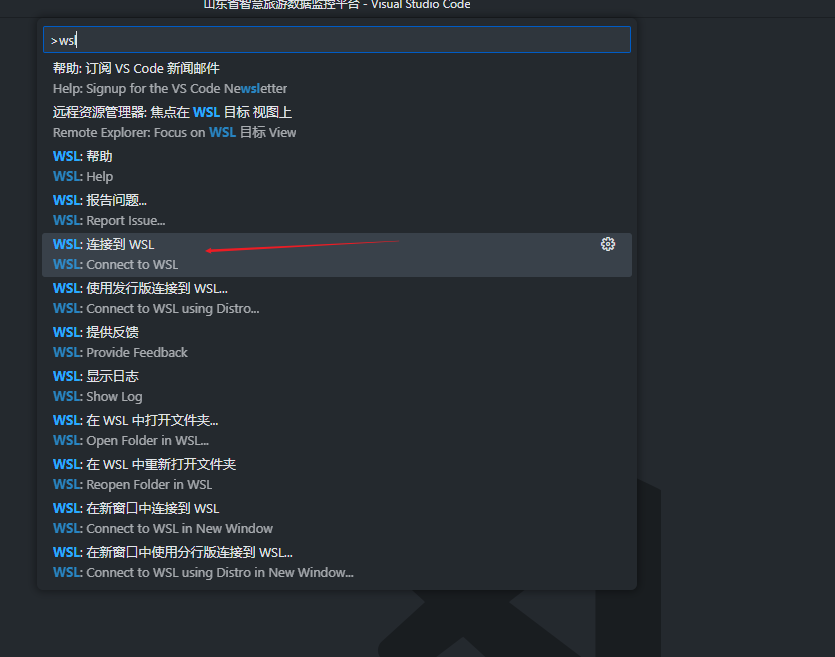 山东省智慧旅游数据监控平台 - Visual Studio Code
>wsl
帮助: 订阅 VS Code 新闻邮件
Help: Signup for the VS Code Newsletter
远程资源管理器: 焦点在 WSL 目标 视图上
Remote Explorer: Focus on WSL 目标 View
WSL: 帮助
WSL: Help
WSL: 报告问题...
WSL: Report Issue...
WSL: 连接到 WSL
WSL: Connect to WSL
WSL: 使用发行版连接到 WSL...
WSL: Connect to WSL using Distro...
WSL: 提供反馈
WSL: Provide Feedback
WSL: 显示日志
WSL: Show Log
WSL: 在 WSL 中打开文件夹...
WSL: Open Folder in WSL...
WSL: 在 WSL 中重新打开文件夹
WSL: Reopen Folder in WSL
WSL: 在新窗口中连接到 WSL
WSL: Connect to WSL in New Window
WSL: 在新窗口中使用分行版连接到 WSL...
WSL: Connect to WSL using Distro in New Window...